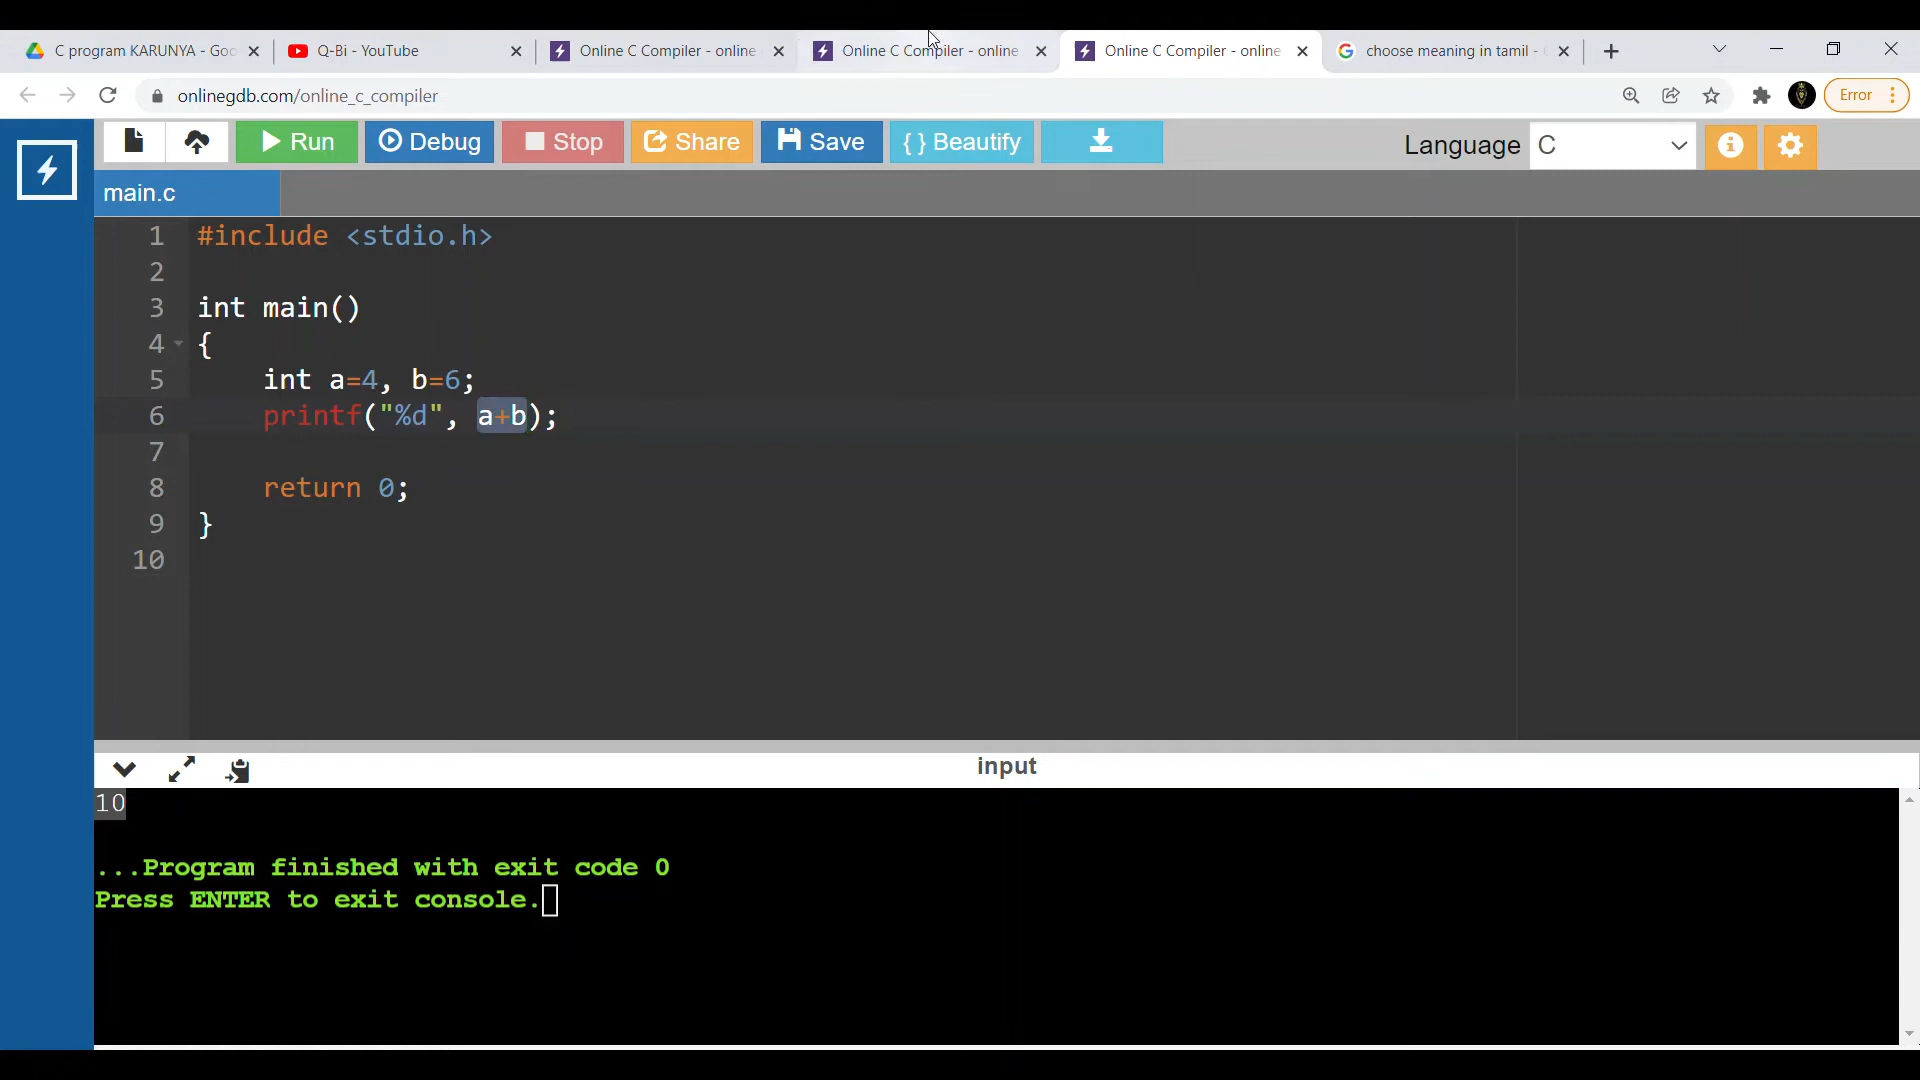 C program KARUNYA - Goo
Q-Bi - YouTube
Online C Compiler - online
Online C Compiler - online
Online C Compiler - online
choose meaning in tamil -
onlinegdb.com/online_c_compiler
Error
Run
Debug
Stop
Share
Save
{ } Beautify
Language
C
main.c
1 #include <stdio.h>
2
3 int main()
4 {
5 int a=4, b=6;
6 printf("%d", a+b);
7
8 return 0;
9 }
10
input
10
...Program finished with exit code 0
Press ENTER to exit console.